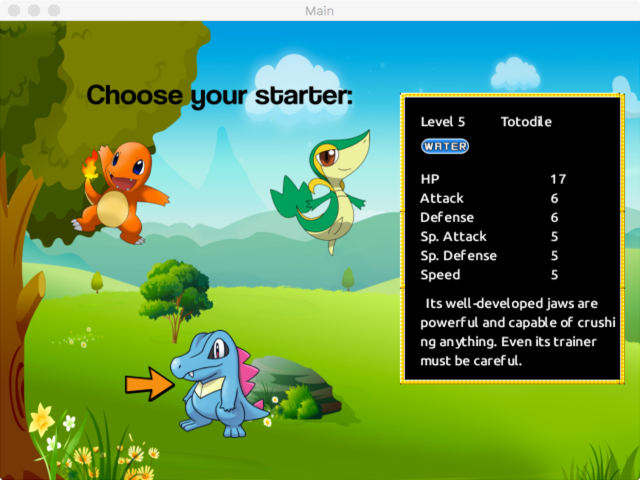 Main
Choose your starter:
Level 5 Totodile
WATER
HP 17
Attack 6
Defense 6
Sp. Attack 5
Sp. Defense 5
Speed 5
Its well-developed jaws are
powerful and capable of crushi
ng anything. Even its trainer
must be careful.